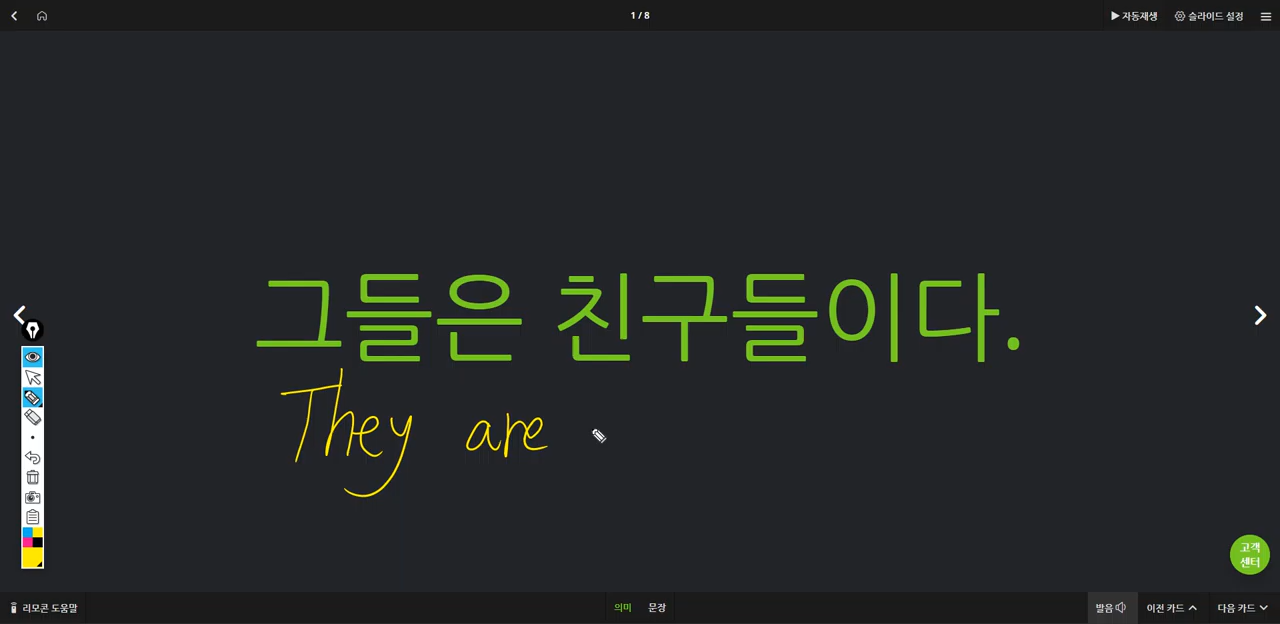 1 / 8
자동재생
슬라이드 설정
그들은 친구들이다.
They are
고객
센터
리모콘 도움말
의미
문장
발음
이전 카드
다음 카드